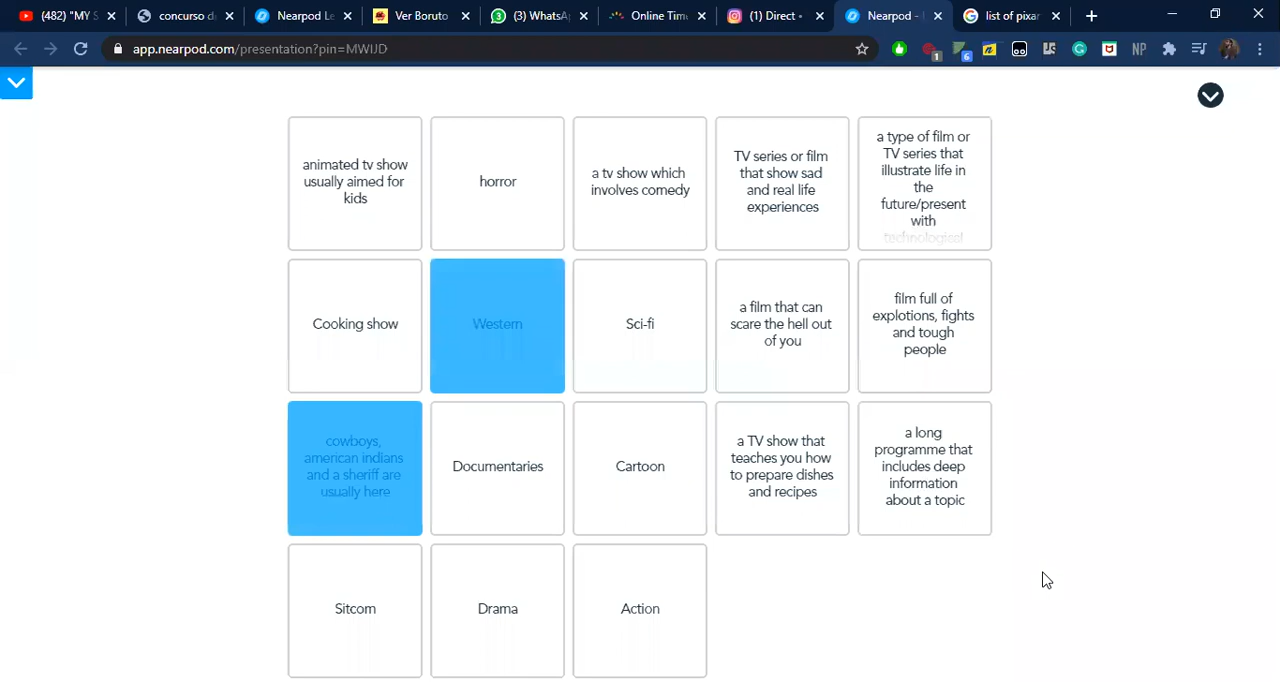 (482) "MY S
concurso d
Nearpod Le
Ver Boruto
(3) WhatsA
Online Tim
(1) Direct •
Nearpod -
list of pixar
app.nearpod.com/presentation?pin=MWIJD
1
6
NP
animated tv show
usually aimed for
kids
horror
a tv show which
involves comedy
TV series or film
that show sad
and real life
experiences
a type of film or
TV series that
illustrate life in
the
future/present
with
technological
Cooking show
Western
Sci-fi
a film that can
scare the hell out
of you
film full of
explotions, fights
and tough
people
cowboys,
american indians
and a sheriff are
usually here
Documentaries
Cartoon
a TV show that
teaches you how
to prepare dishes
and recipes
a long
programme that
includes deep
information
about a topic
Sitcom
Drama
Action